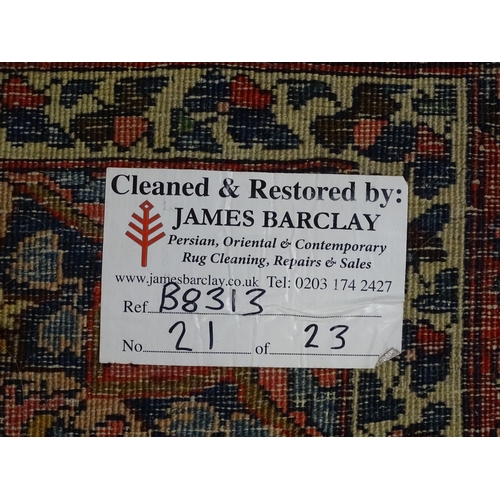 Cleaned & Restored by:
JAMES BARCLAY
Persian, Oriental & Contemporary
Rug Cleaning, Repairs & Sales
www.jamesbarclay.co.uk Tel: 0203 174 2427
Ref B8313
No 21 of 23